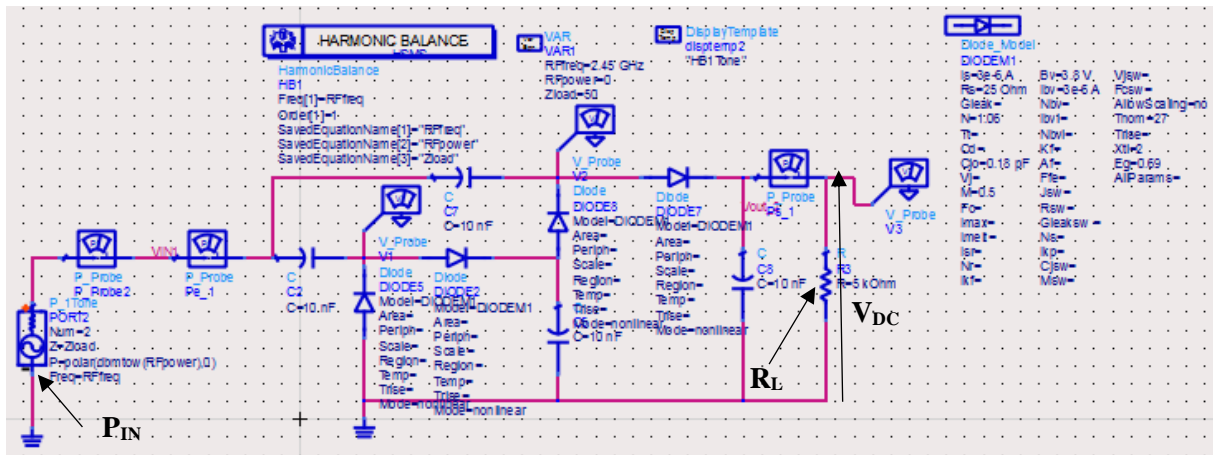 HARMONIC BALANCE
HarmonicBalance
HB1
Freq[1]=RFfreq
Order[1]=1
SavedEquationName[1]="RFfreq"
SavedEquationName[2]="RFpower"
SavedEquationName[3]="Zload"
VAR
VAR1
RFfreq=2.45 GHz
RFpower=0
Zload=50
DisplayTemplate
disptemp2
"HB1Tone"
Diode_Model
DIODEM1
Is=3e-6 A
Rs=25 Ohm
Gleak=
N=1.06
Tt=
Cd=
Cjo=0.18 pF
Vj=
M=0.5
Fc=
Imax=
Imelt=
Isr=
Nr=
Ikf=
Bv=3.8 V
Ibv=3e-6 A
Nbv=
Ibvl=
Nbvl=
Kf=
Af=
Ffe=
Jsw=
Rsw=
Gleaksw=
Ns=
Ikp=
Cjsw=
Msw=
Vjsw=
Fcsw=
AllowScaling=no
Tnom=27
Trise=
Xti=2
Eg=0.69
AllParams=
P_1Tone
PORT2
Num=2
Z=Zload
P=polar(dbmtow(RFpower),0)
Freq=RFfreq
P_Probe
P_Probe2
VIN1
P_Probe
Pe_1
C
C2
C=10 nF
C
C7
C=10 nF
V_Probe
V1
Diode
DIODE5
Model=DIODEM1
Area=
Periph=
Scale=
Region=
Temp=
Trise=
Mode=nonlinear
Diode
DIODE2
Model=DIODEM1
Area=
Periph=
Scale=
Region=
Temp=
Trise=
Mode=nonlinear
V_Probe
V2
Diode
DIODE8
Model=DIODEM1
Area=
Periph=
Scale=
Region=
Temp=
Trise=
Mode=nonlinear
C
C=10 nF
Diode
DIODE7
Model=DIODEM1
Area=
Periph=
Scale=
Region=
Temp=
Trise=
Mode=nonlinear
P_Probe
Ps_1
C
C8
C=10 nF
R
R3
R=5 kOhm
V_Probe
V3
V<sub>DC</sub>
R<sub>L</sub>
P<sub>IN</sub>